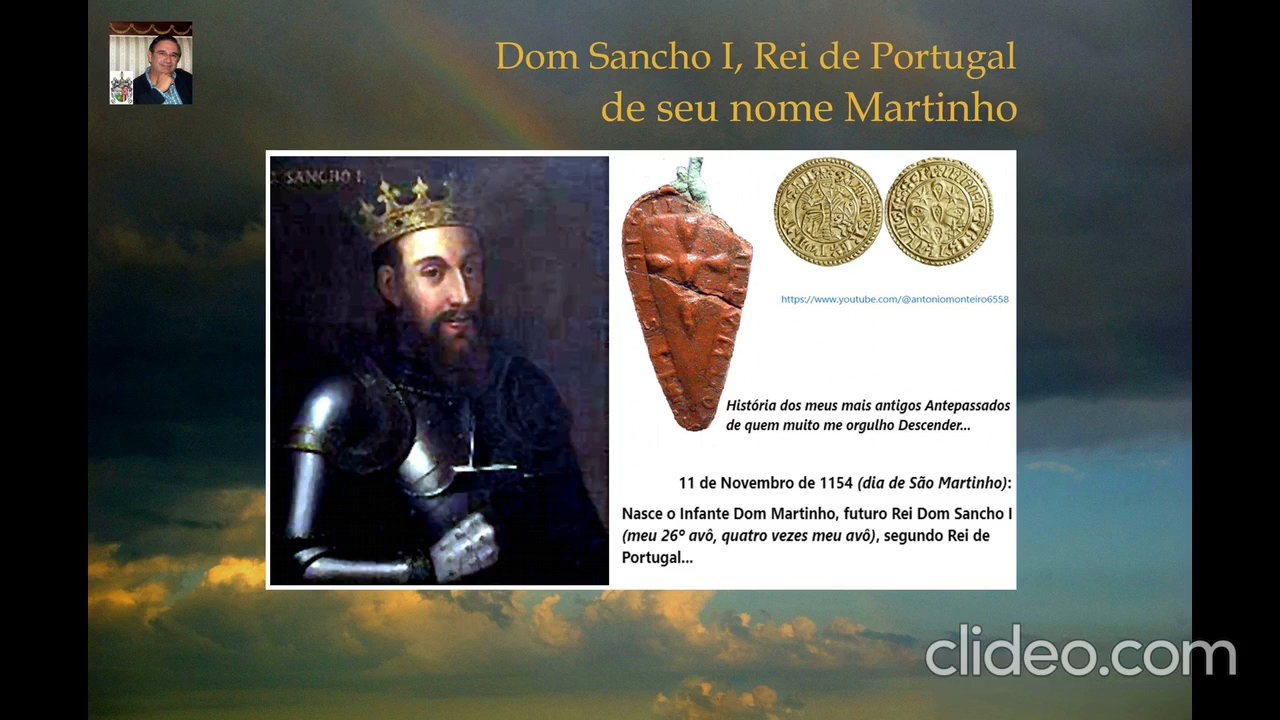 Dom Sancho I, Rei de Portugal
de seu nome Martinho
SANCHO I.
https://www.youtube.com/@antoniomonteiro6558
História dos meus mais antigos Antepassados
de quem muito me orgulho Descender...
11 de Novembro de 1154 (dia de São Martinho):
Nasce o Infante Dom Martinho, futuro Rei Dom Sancho I
(meu 26º avô, quatro vezes meu avô), segundo Rei de
Portugal...
clideo.com